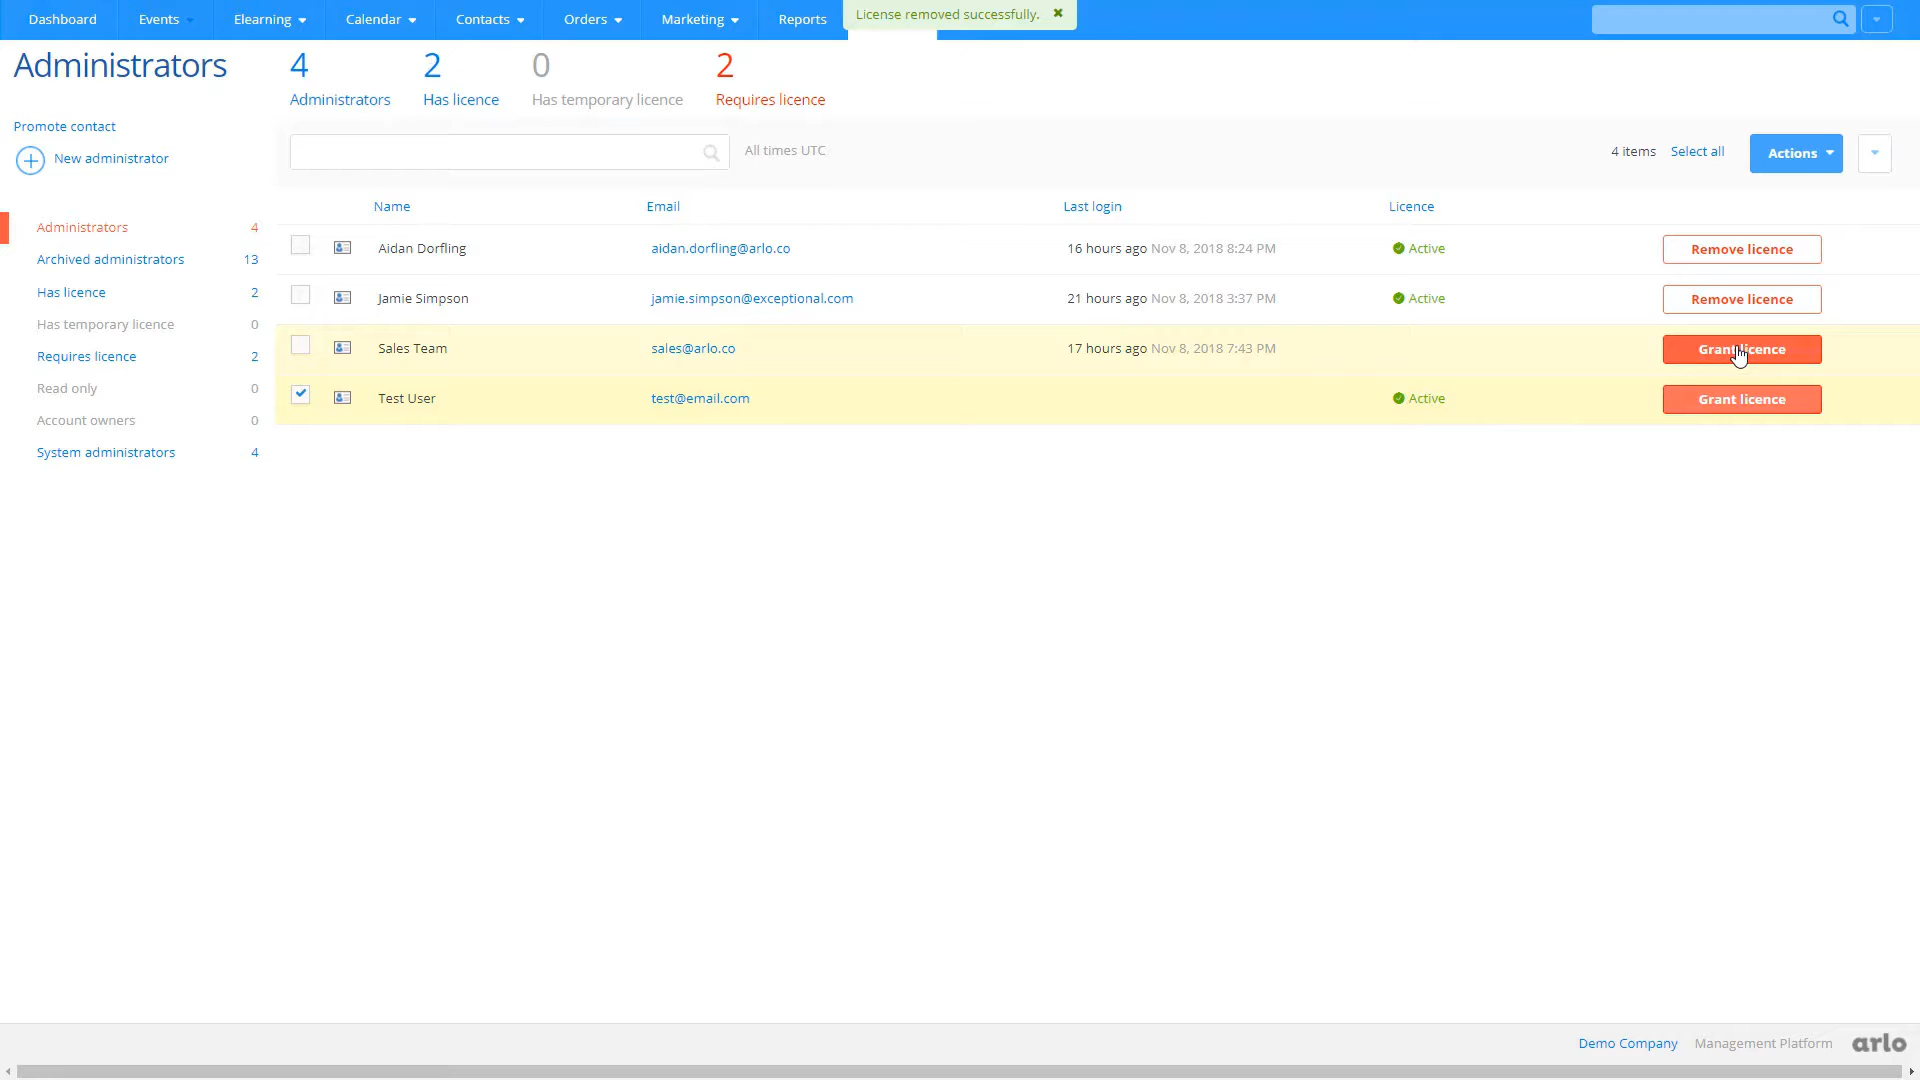 Dashboard Events Elearning Calendar Contacts Orders Marketing Reports
License removed successfully. ✖
Administrators
4 2 0 2
Administrators Has licence Has temporary licence Requires licence
Promote contact
New administrator
All times UTC
4 items Select all Actions
Administrators 4
Archived administrators 13
Has licence 2
Has temporary licence 0
Requires licence 2
Read only 0
Account owners 0
System administrators 4
Name Email Last login Licence
Aidan Dorfling aidan.dorfling@arlo.co 16 hours ago Nov 8, 2018 8:24 PM Active Remove licence
Jamie Simpson jamie.simpson@exceptional.com 21 hours ago Nov 8, 2018 3:37 PM Active Remove licence
Sales Team sales@arlo.co 17 hours ago Nov 8, 2018 7:43 PM Grant licence
Test User test@email.com Active Grant licence
Demo Company Management Platform arlo